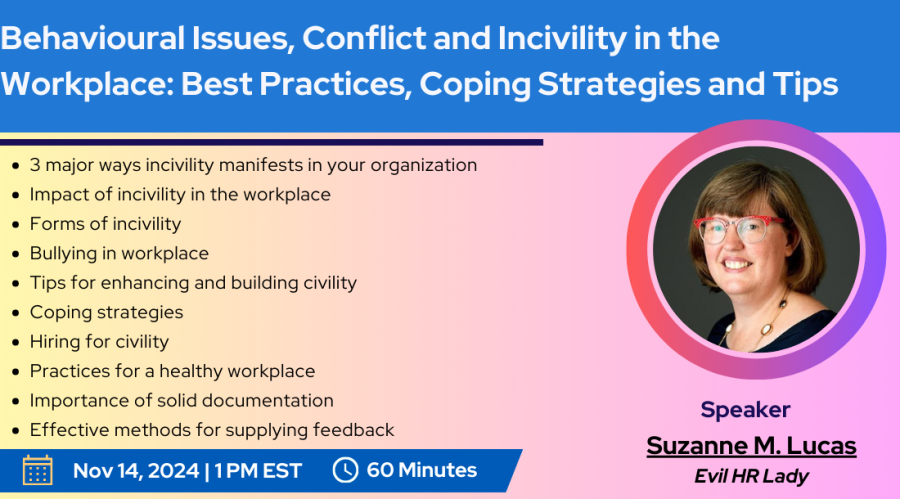 Behavioural Issues, Conflict and Incivility in the
Workplace: Best Practices, Coping Strategies and Tips
• 3 major ways incivility manifests in your organization
• Impact of incivility in the workplace
• Forms of incivility
• Bullying in workplace
• Tips for enhancing and building civility
• Coping strategies
• Hiring for civility
• Practices for a healthy workplace
• Importance of solid documentation
• Effective methods for supplying feedback
Nov 14, 2024 | 1 PM EST
60 Minutes
Speaker
Suzanne M. Lucas
Evil HR Lady